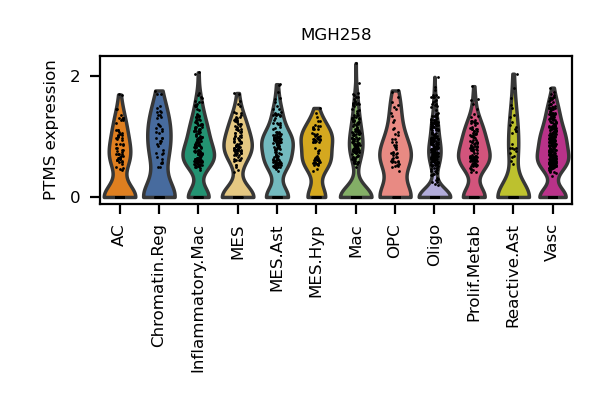 MGH258
PTMS expression
2
0
AC
Chromatin.Reg
Inflammatory.Mac
MES
MES.Ast
MES.Hyp
Mac
OPC
Oligo
Prolif.Metab
Reactive.Ast
Vasc